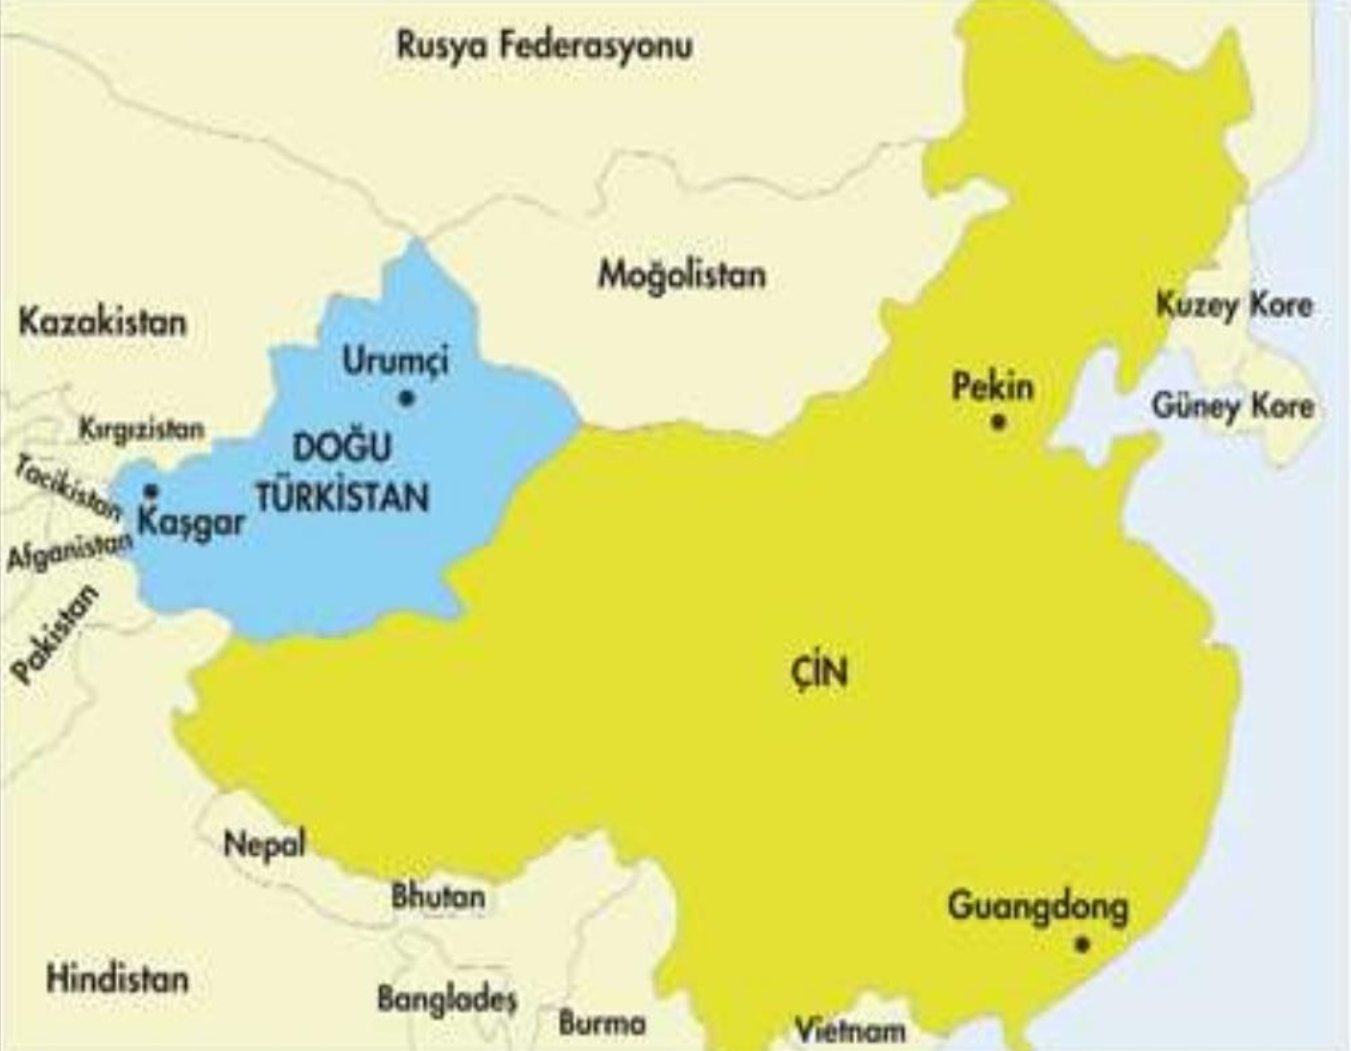 Rusya Federasyonu
Moğolistan
Kazakistan
Kuzey Kore
Urumçi
Pekin
Güney Kore
Kırgızistan
DOĞU
TÜRKİSTAN
Tacikistan
Kaşgar
Afganistan
Pakistan
ÇİN
Nepal
Bhutan
Guangdong
Hindistan
Bangladeş
Burma
Vietnam